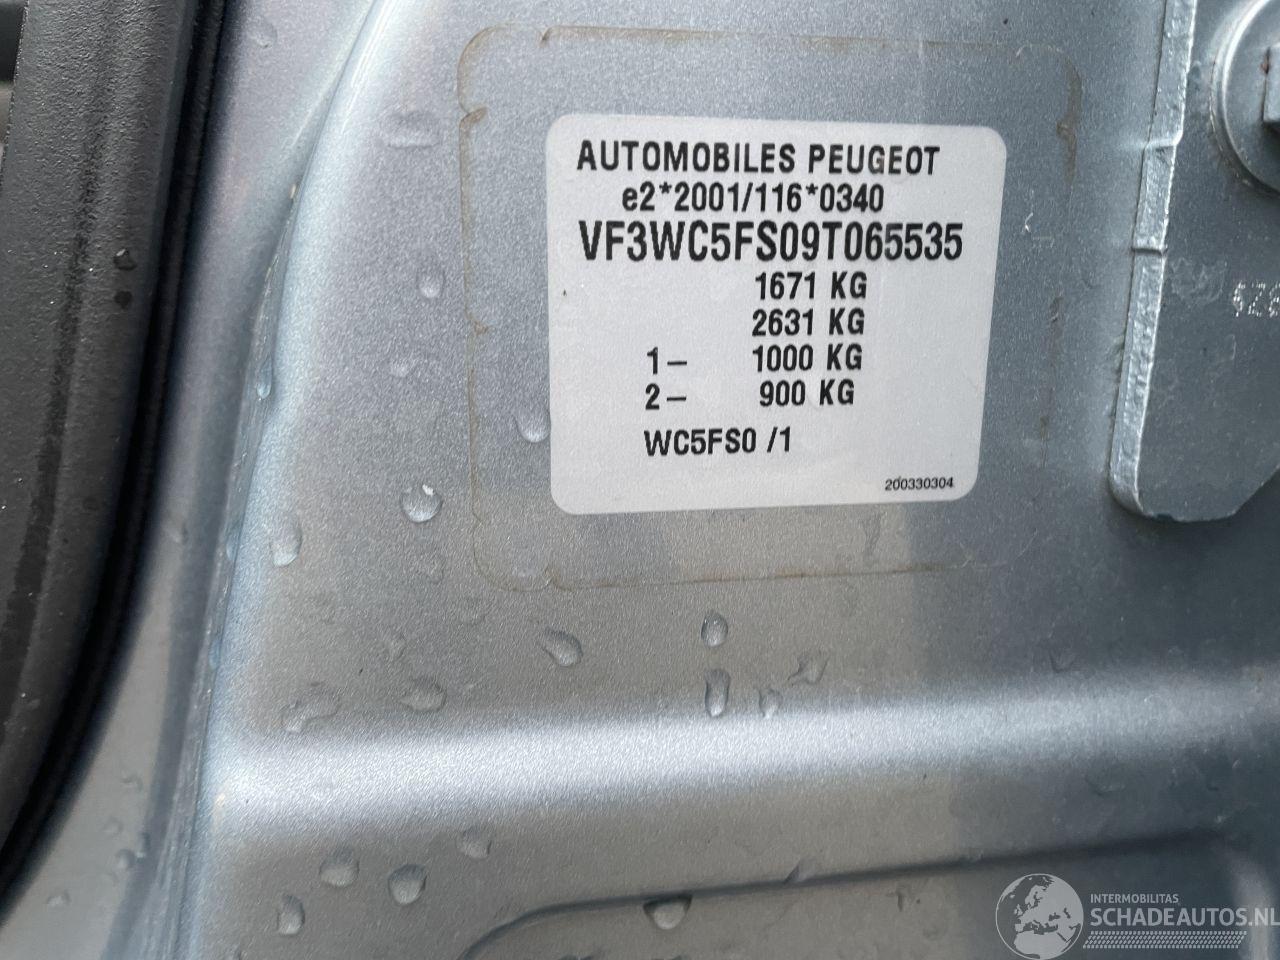 AUTOMOBILES PEUGEOT
e2*2001/116*0340
VF3WC5FS09T065535
1671 KG
2631 KG
1- 1000 KG
2- 900 KG
WC5FS0 /1
200330304
INTERMOBILITAS
SCHADEAUTOS.NL